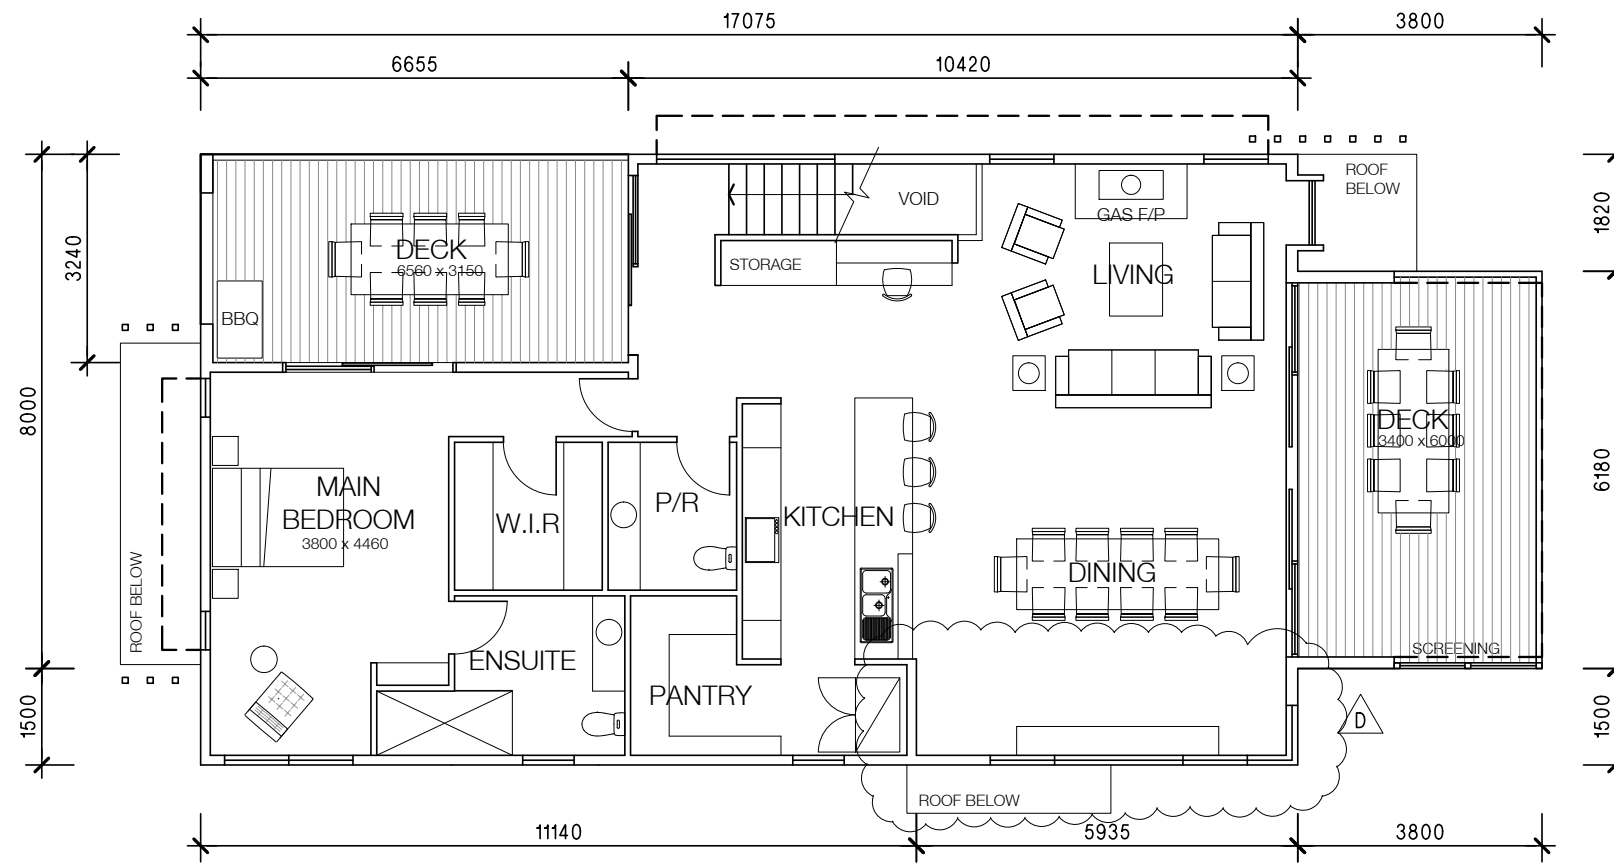 17075
3800
6655
10420
ROOF
BELOW
VOID
GAS F/P
1820
3240
DECK
6560 x 3150
STORAGE
LIVING
BBQ
8000
DECK
3400 x 6000
6180
MAIN
BEDROOM
3800 x 4460
W.I.R
P/R
KITCHEN
DINING
ROOF BELOW
SCREENING
ENSUITE
PANTRY
1500
D
1500
ROOF BELOW
11140
5935
3800